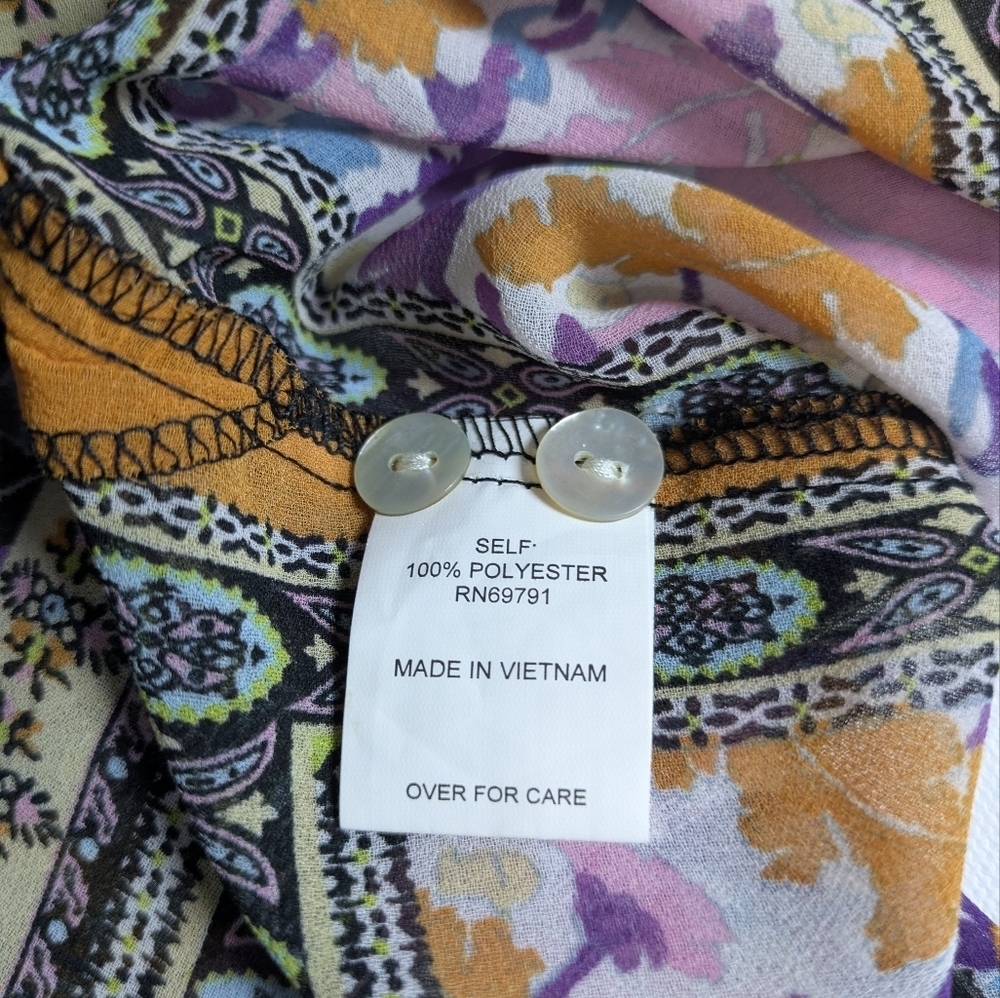 SELF·
100% POLYESTER
RN69791
MADE IN VIETNAM
OVER FOR CARE